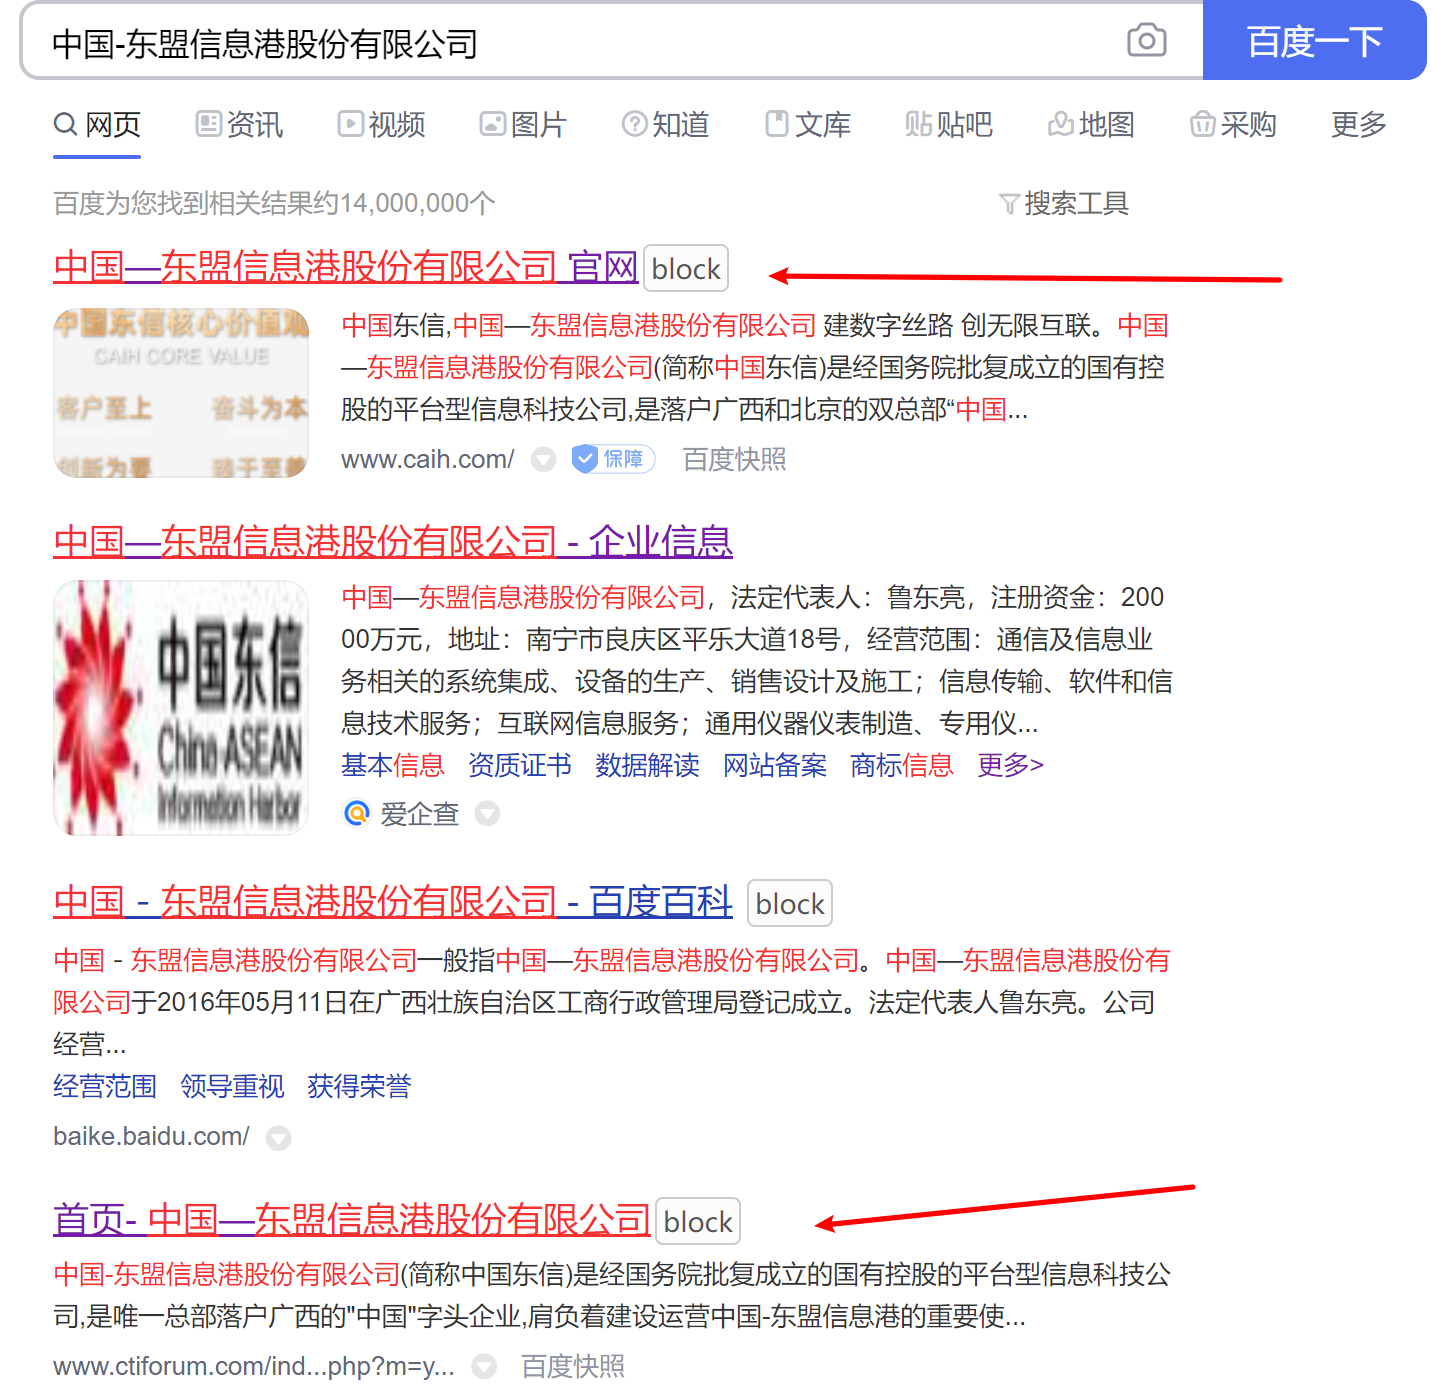 中国-东盟信息港股份有限公司
百度一下
网页 资讯 视频 图片 知道 文库 贴吧 地图 采购 更多
百度为您找到相关结果约14,000,000个
搜索工具
中国—东盟信息港股份有限公司 官网 block
中国东信核心价值观
CAIH CORE VALUE
客户至上 奋斗为本
创新为要 臻于至善
中国东信,中国—东盟信息港股份有限公司 建数字丝路 创无限互联。中国
—东盟信息港股份有限公司(简称中国东信)是经国务院批复成立的国有控
股的平台型信息科技公司,是落户广西和北京的双总部“中国...
www.caih.com/ 保障 百度快照
中国—东盟信息港股份有限公司 - 企业信息
中国东信
China·ASEAN
Information Harbor
中国—东盟信息港股份有限公司，法定代表人：鲁东亮，注册资金：200
00万元，地址：南宁市良庆区平乐大道18号，经营范围：通信及信息业
务相关的系统集成、设备的生产、销售设计及施工；信息传输、软件和信
息技术服务；互联网信息服务；通用仪器仪表制造、专用仪...
基本信息 资质证书 数据解读 网站备案 商标信息 更多>
爱企查
中国 - 东盟信息港股份有限公司 - 百度百科 block
中国 - 东盟信息港股份有限公司一般指中国—东盟信息港股份有限公司。中国—东盟信息港股份有
限公司于2016年05月11日在广西壮族自治区工商行政管理局登记成立。法定代表人鲁东亮。公司
经营...
经营范围 领导重视 获得荣誉
baike.baidu.com/
首页- 中国—东盟信息港股份有限公司 block
中国-东盟信息港股份有限公司(简称中国东信)是经国务院批复成立的国有控股的平台型信息科技公
司,是唯一总部落户广西的"中国"字头企业,肩负着建设运营中国-东盟信息港的重要使...
www.ctiforum.com/ind...php?m=y... 百度快照